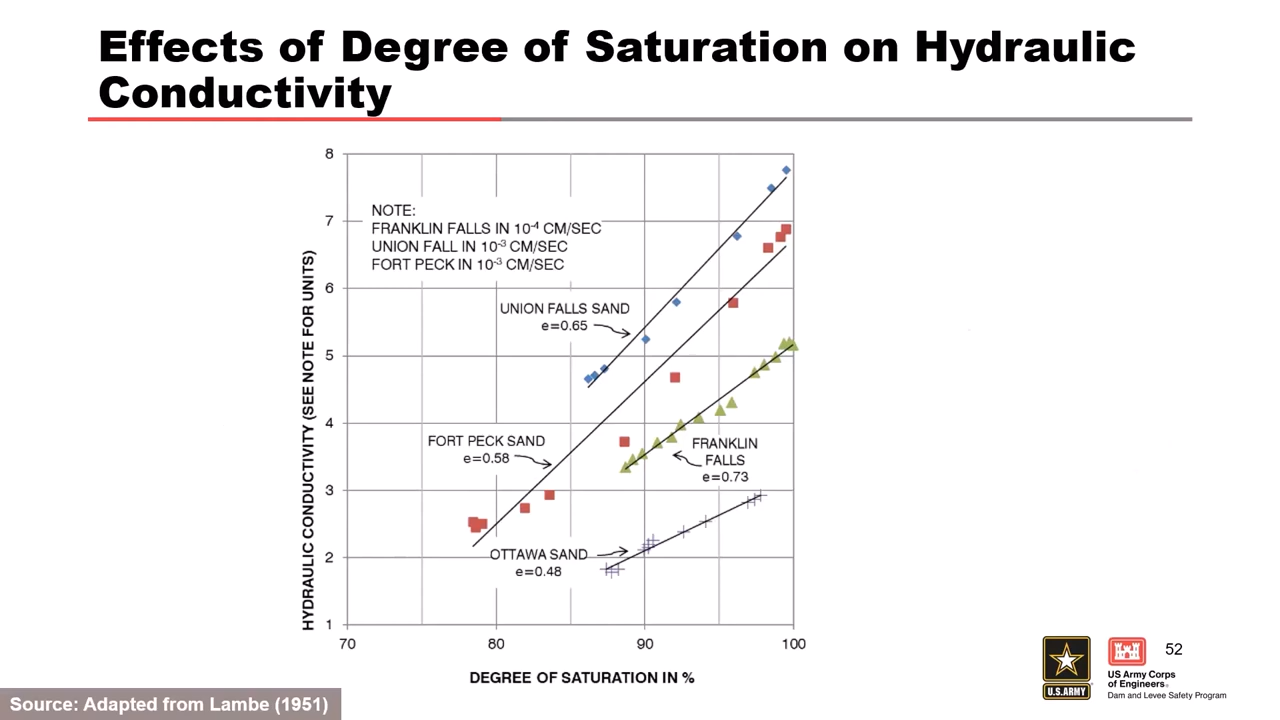 Effects of Degree of Saturation on Hydraulic
Conductivity
8
7
6
5
4
3
2
1
HYDRAULIC CONDUCTIVITY (SEE NOTE FOR UNITS)
NOTE:
FRANKLIN FALLS IN 10⁻⁴ CM/SEC
UNION FALL IN 10⁻³ CM/SEC
FORT PECK IN 10⁻³ CM/SEC
UNION FALLS SAND
e=0.65
FORT PECK SAND
e=0.58
FRANKLIN
FALLS
e=0.73
OTTAWA SAND
e=0.48
70 80 90 100
DEGREE OF SATURATION IN %
U.S.ARMY
US Army Corps
of Engineers®
Dam and Levee Safety Program
52
Source: Adapted from Lambe (1951)